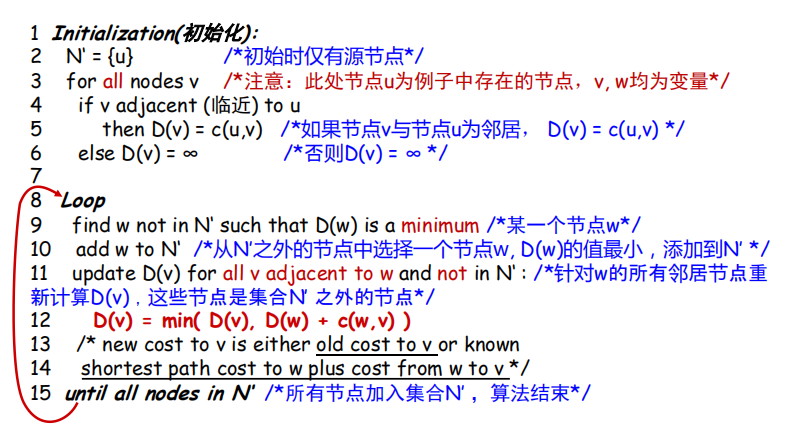 1 Initialization(初始化):
2 N' = {u} /*初始时仅有源节点*/
3 for all nodes v /*注意：此处节点u为例子中存在的节点，v, w均为变量*/
4 if v adjacent (临近) to u
5 then D(v) = c(u,v) /*如果节点v与节点u为邻居， D(v) = c(u,v) */
6 else D(v) = ∞ /*否则D(v) = ∞ */
7
8 Loop
9 find w not in N' such that D(w) is a minimum /*某一个节点w*/
10 add w to N' /*从N'之外的节点中选择一个节点w, D(w)的值最小，添加到N' */
11 update D(v) for all v adjacent to w and not in N' : /*针对w的所有邻居节点重
新计算D(v)，这些节点是集合N' 之外的节点*/
12 D(v) = min( D(v), D(w) + c(w,v) )
13 /* new cost to v is either old cost to v or known
14 shortest path cost to w plus cost from w to v */
15 until all nodes in N' /*所有节点加入集合N' ，算法结束*/